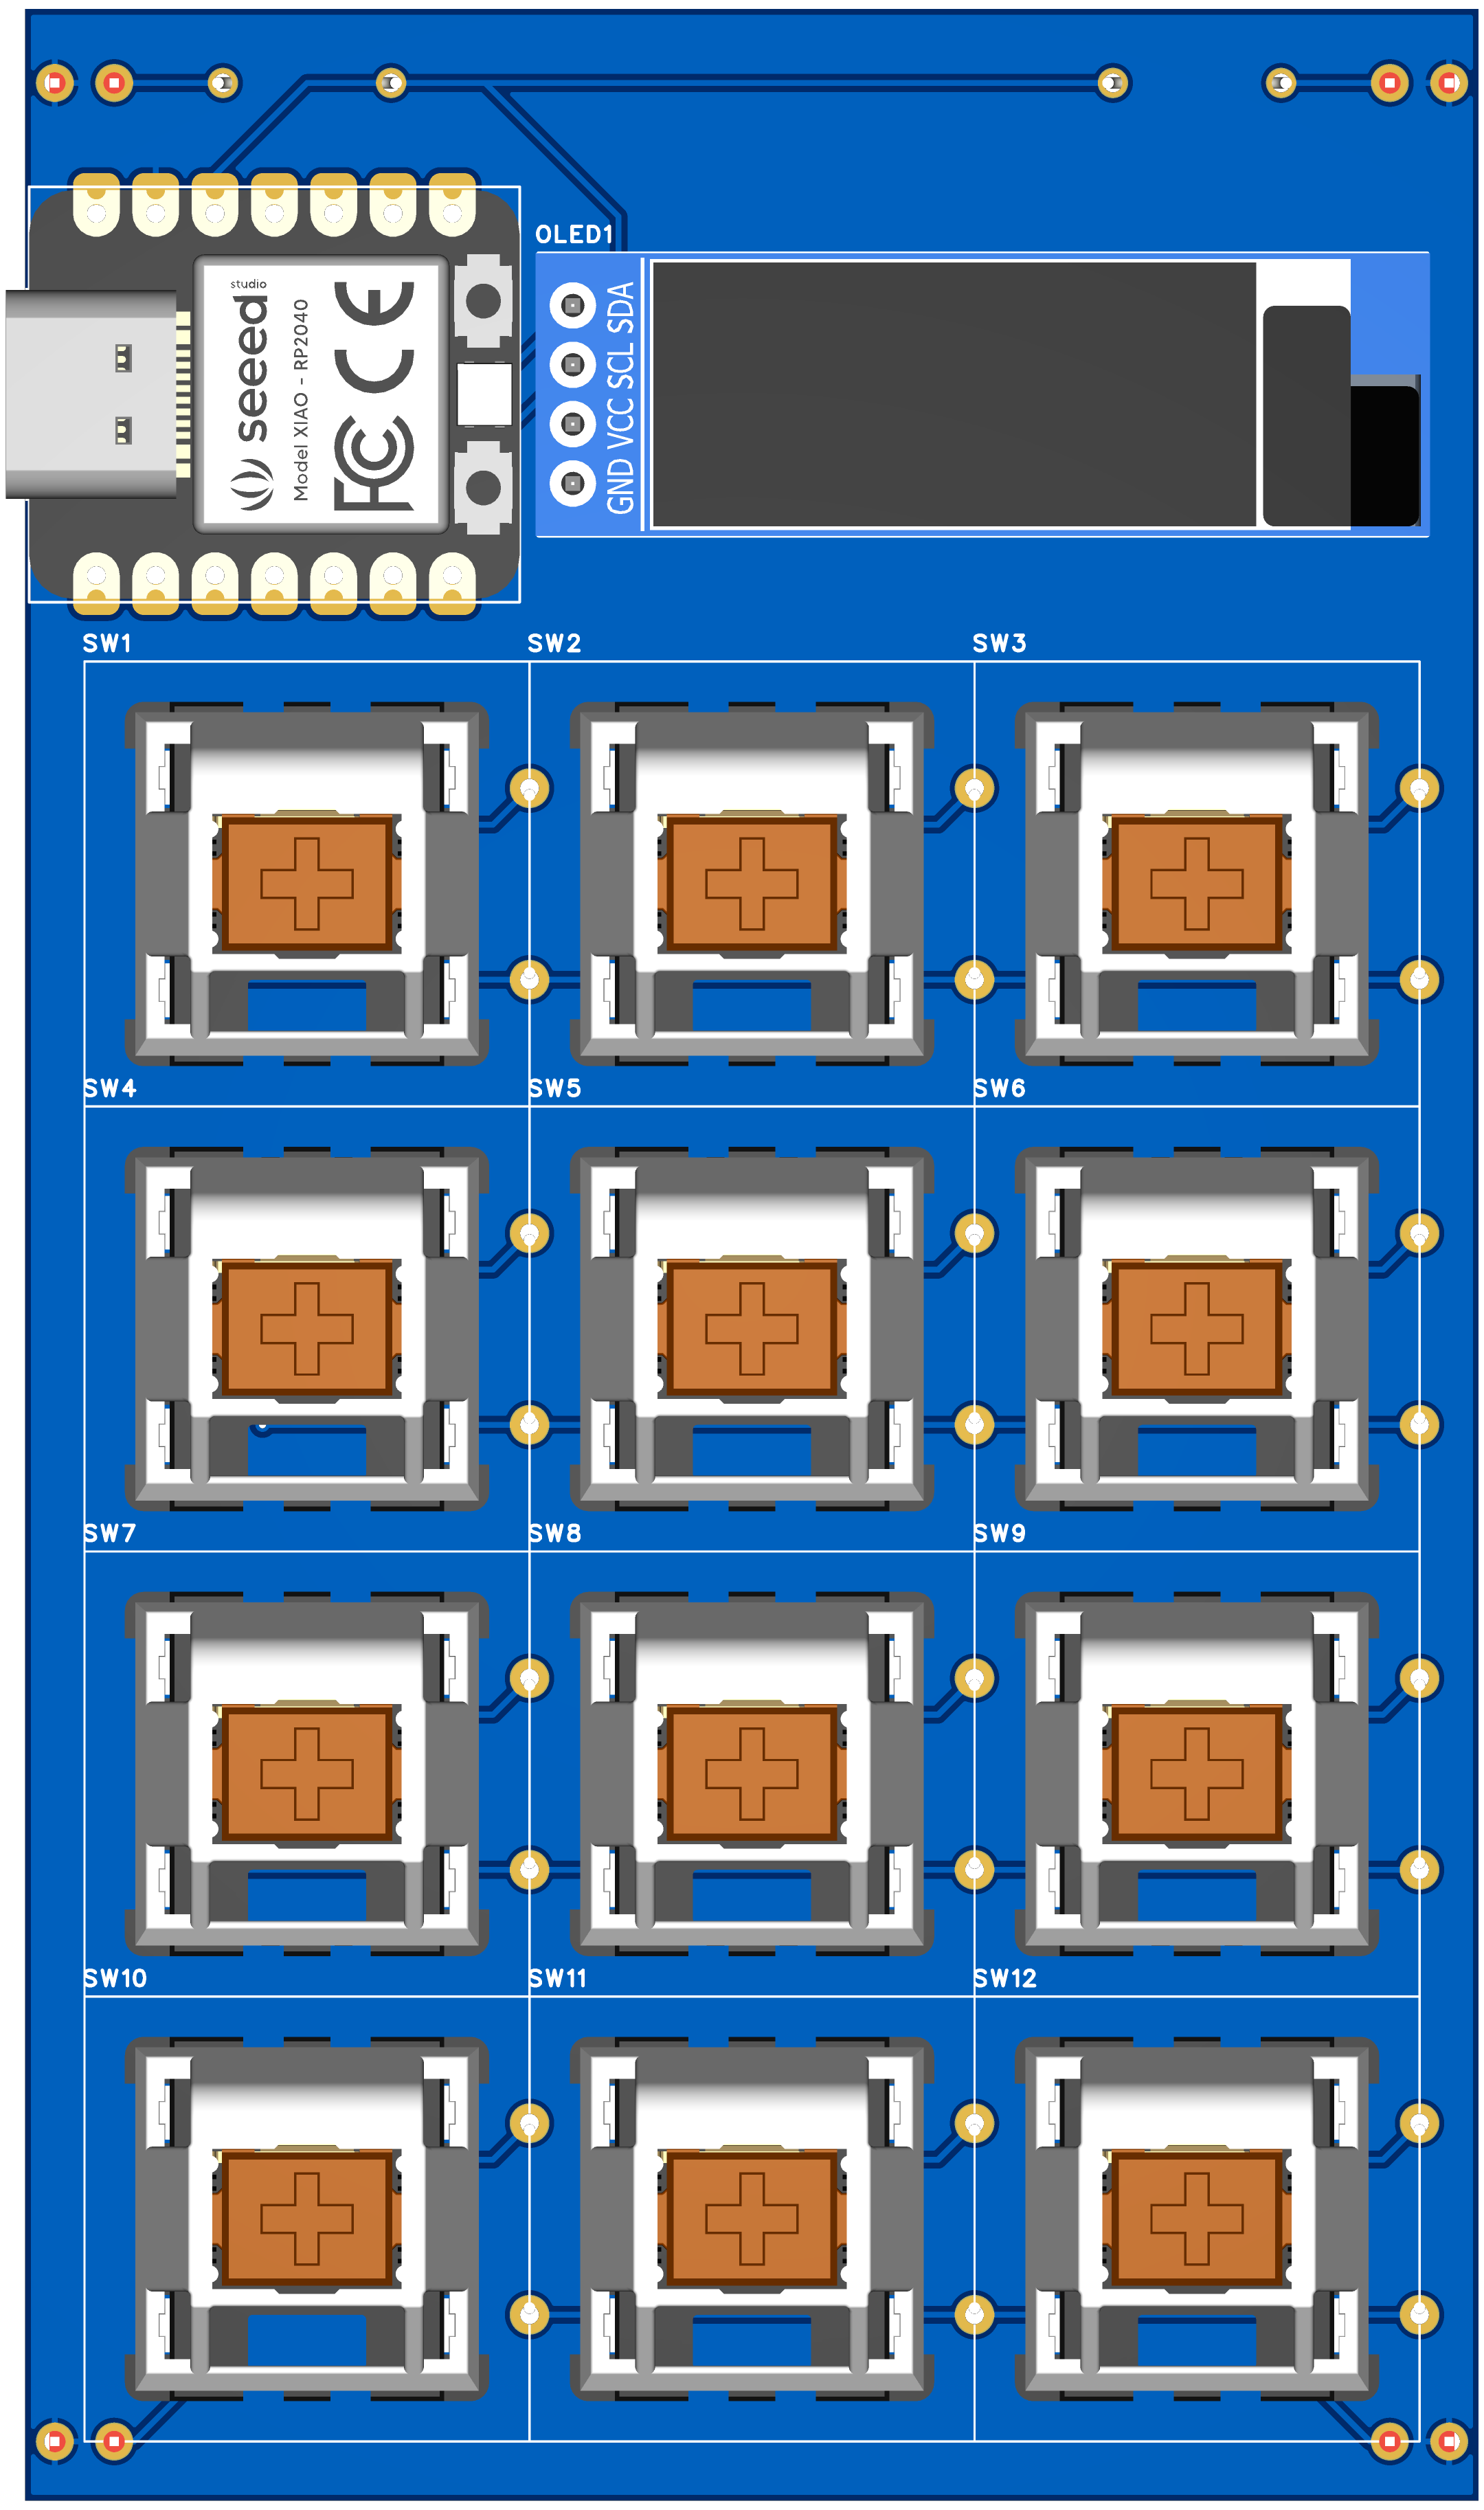 OLED1
studio
seeed
Model XIAO - RP2040
FC CE
SDA
SCL
VCC
GND
SW1
SW2
SW3
SW4
SW5
SW6
SW7
SW8
SW9
SW10
SW11
SW12